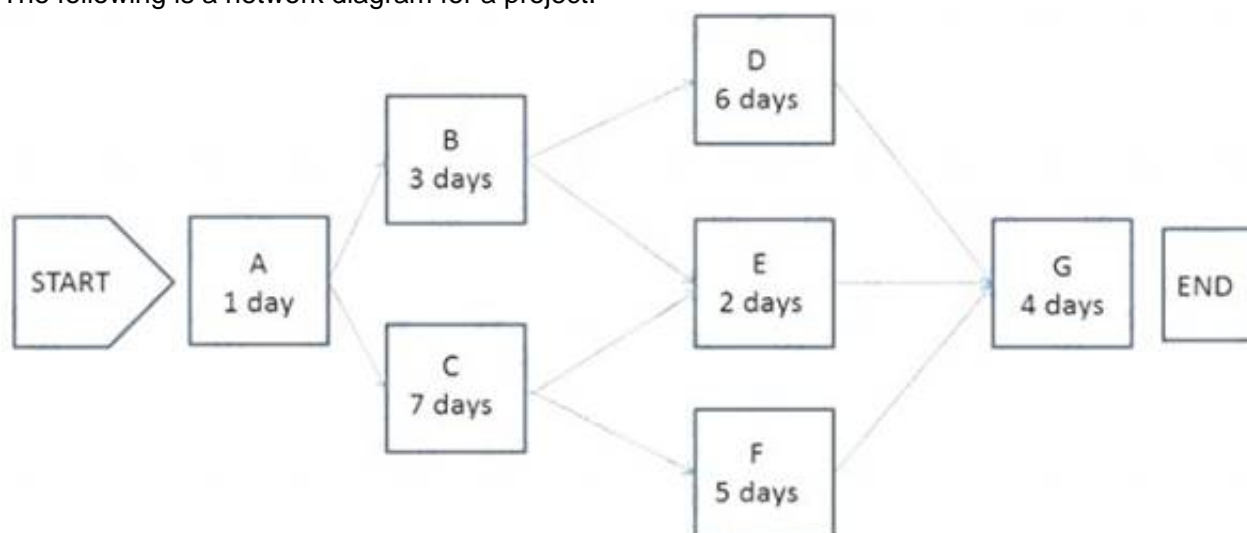 The following is a network diagram for a project.
START
A
1 day
B
3 days
C
7 days
D
6 days
E
2 days
F
5 days
G
4 days
END